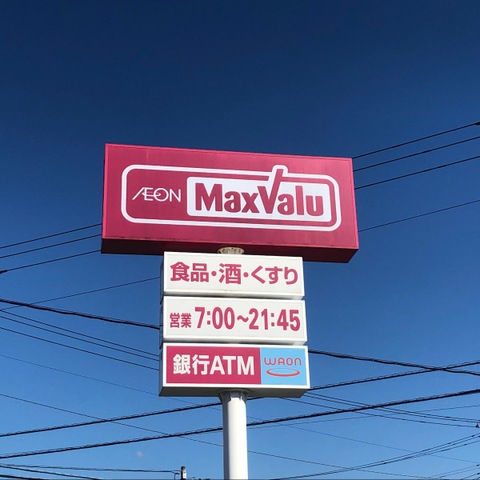 ÆON MaxValu
食品・酒・くすり
営業 7:00〜21:45
銀行ATM WAON